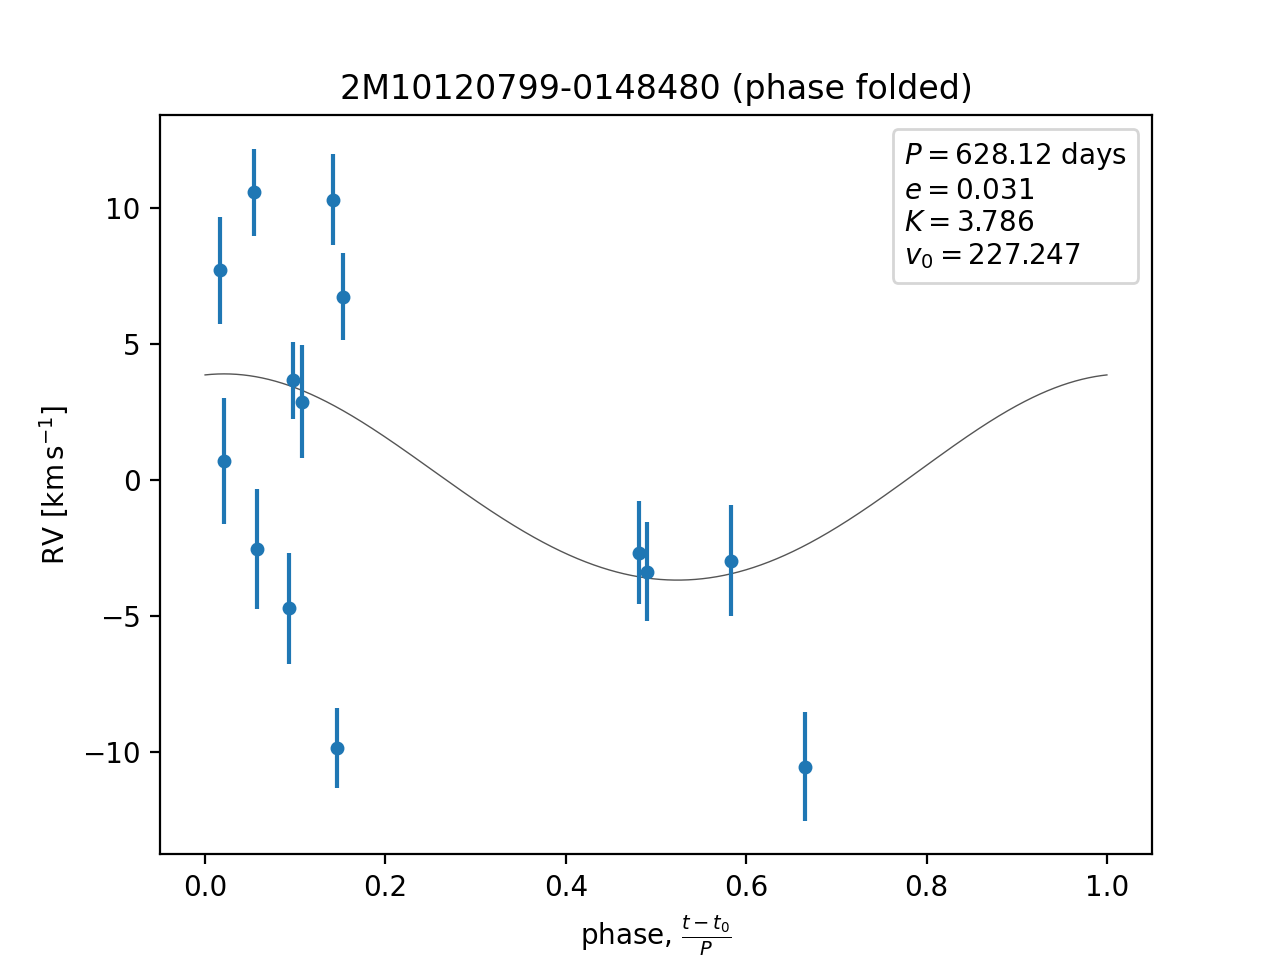 2M10120799-0148480 (phase folded)
P = 628.12 days
e = 0.031
K = 3.786
v₀ = 227.247
10
5
0
−5
−10
RV [km s⁻¹]
0.0 0.2 0.4 0.6 0.8 1.0
phase, (t − t₀)/P